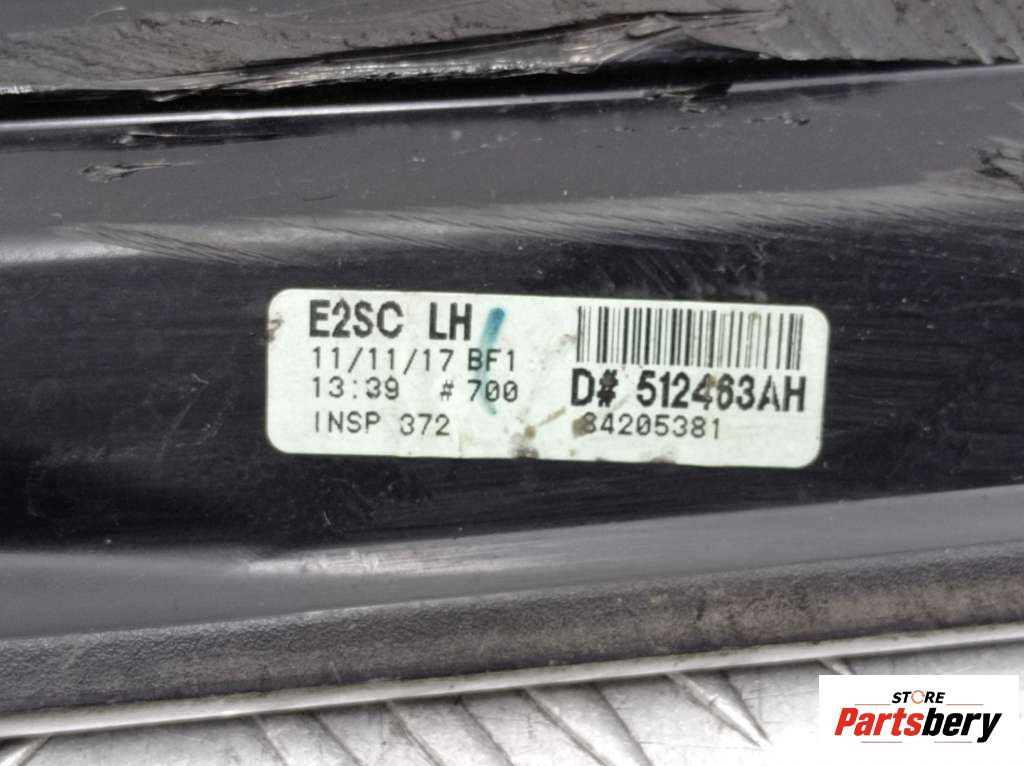 E2SC LH
11/11/17 BF1
13:39 # 700
INSP 372
D# 512463AH
84205381
STORE
Partsbery